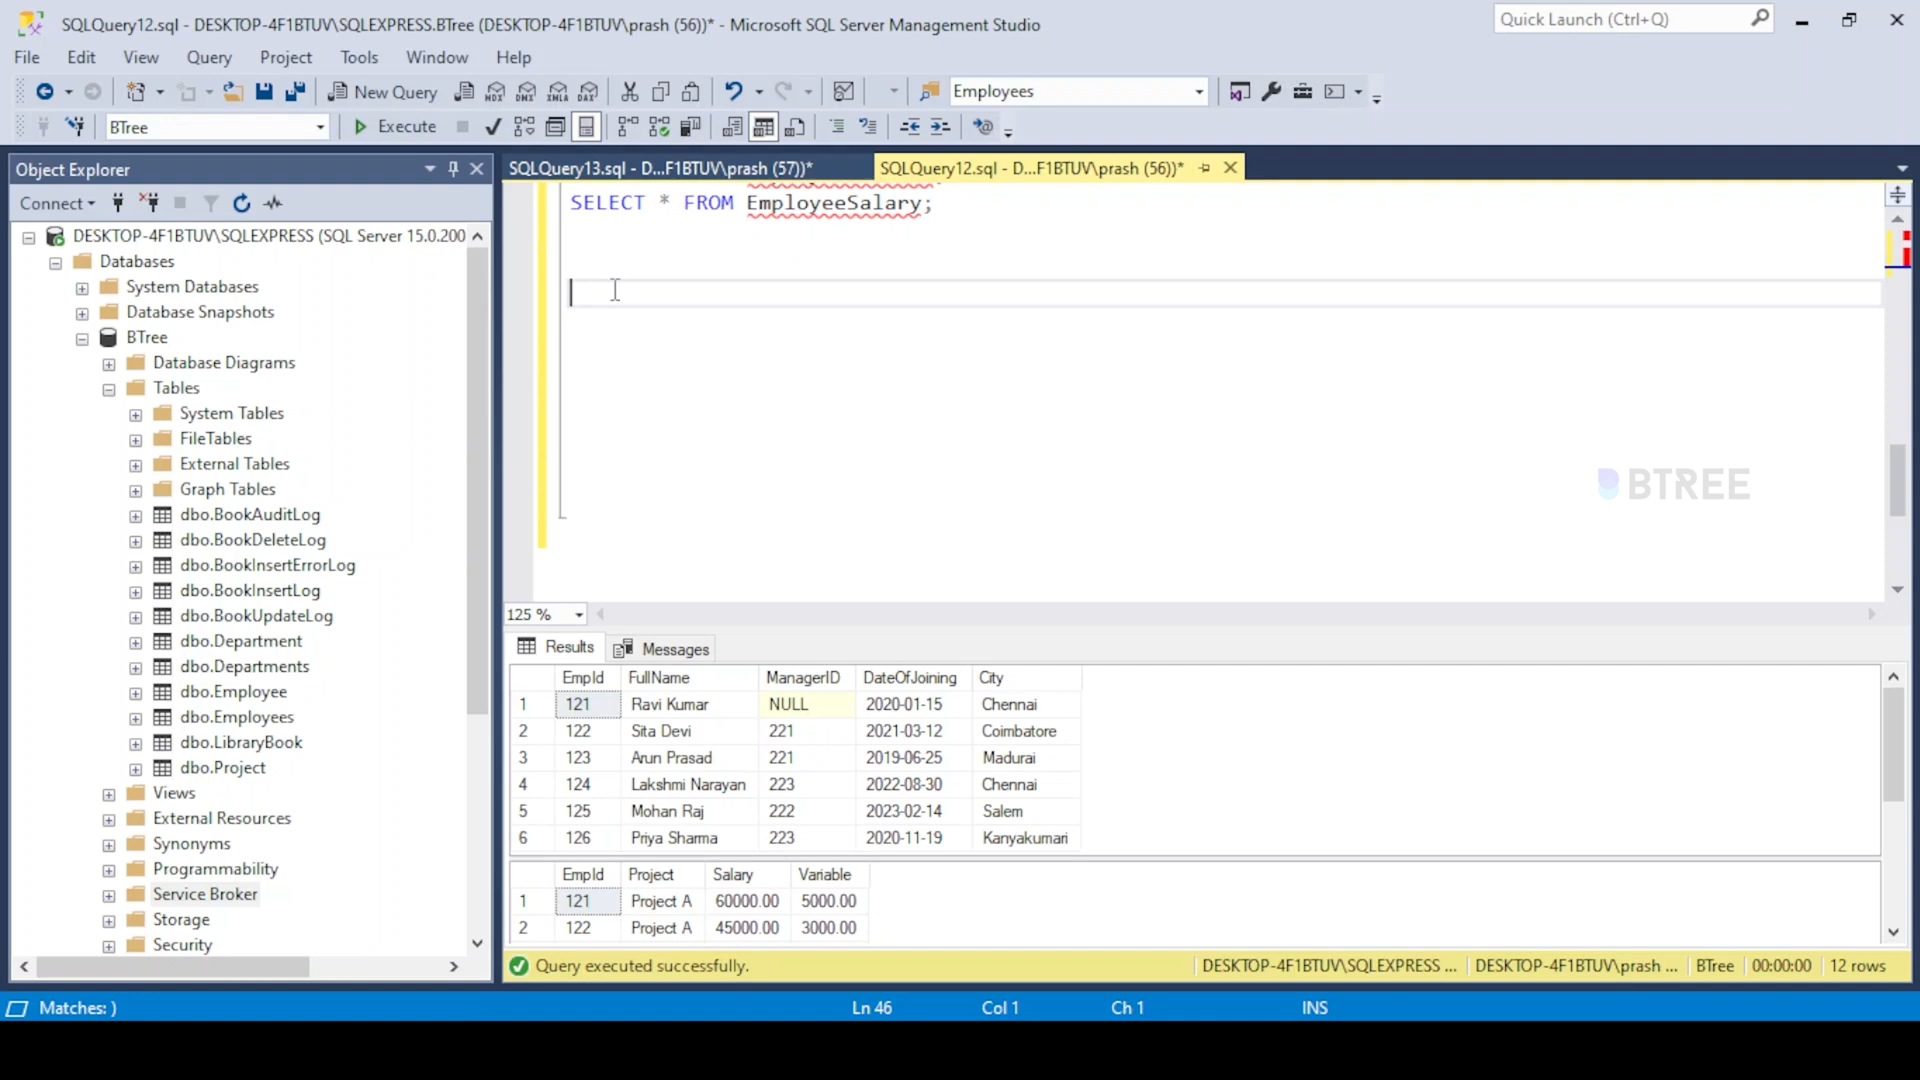 SQLQuery12.sql - DESKTOP-4F1BTUV\SQLEXPRESS.BTree (DESKTOP-4F1BTUV\prash (56))* - Microsoft SQL Server Management Studio
Quick Launch (Ctrl+Q)
File Edit View Query Project Tools Window Help
New Query MDX DMX XMLA DAX Employees
BTree Execute
Object Explorer
SQLQuery13.sql - D...F1BTUV\prash (57))*
SQLQuery12.sql - D...F1BTUV\prash (56))*
Connect
SELECT * FROM EmployeeSalary;
DESKTOP-4F1BTUV\SQLEXPRESS (SQL Server 15.0.200
Databases
System Databases
Database Snapshots
BTree
Database Diagrams
Tables
System Tables
FileTables
External Tables
Graph Tables
dbo.BookAuditLog
dbo.BookDeleteLog
dbo.BookInsertErrorLog
dbo.BookInsertLog
dbo.BookUpdateLog
dbo.Department
dbo.Departments
dbo.Employee
dbo.Employees
dbo.LibraryBook
dbo.Project
Views
External Resources
Synonyms
Programmability
Service Broker
Storage
Security
BTREE
125 %
Results Messages
EmpId FullName ManagerID DateOfJoining City
1 121 Ravi Kumar NULL 2020-01-15 Chennai
2 122 Sita Devi 221 2021-03-12 Coimbatore
3 123 Arun Prasad 221 2019-06-25 Madurai
4 124 Lakshmi Narayan 223 2022-08-30 Chennai
5 125 Mohan Raj 222 2023-02-14 Salem
6 126 Priya Sharma 223 2020-11-19 Kanyakumari
EmpId Project Salary Variable
1 121 Project A 60000.00 5000.00
2 122 Project A 45000.00 3000.00
Query executed successfully. DESKTOP-4F1BTUV\SQLEXPRESS ... DESKTOP-4F1BTUV\prash ... BTree 00:00:00 12 rows
Matches: ) Ln 46 Col 1 Ch 1 INS